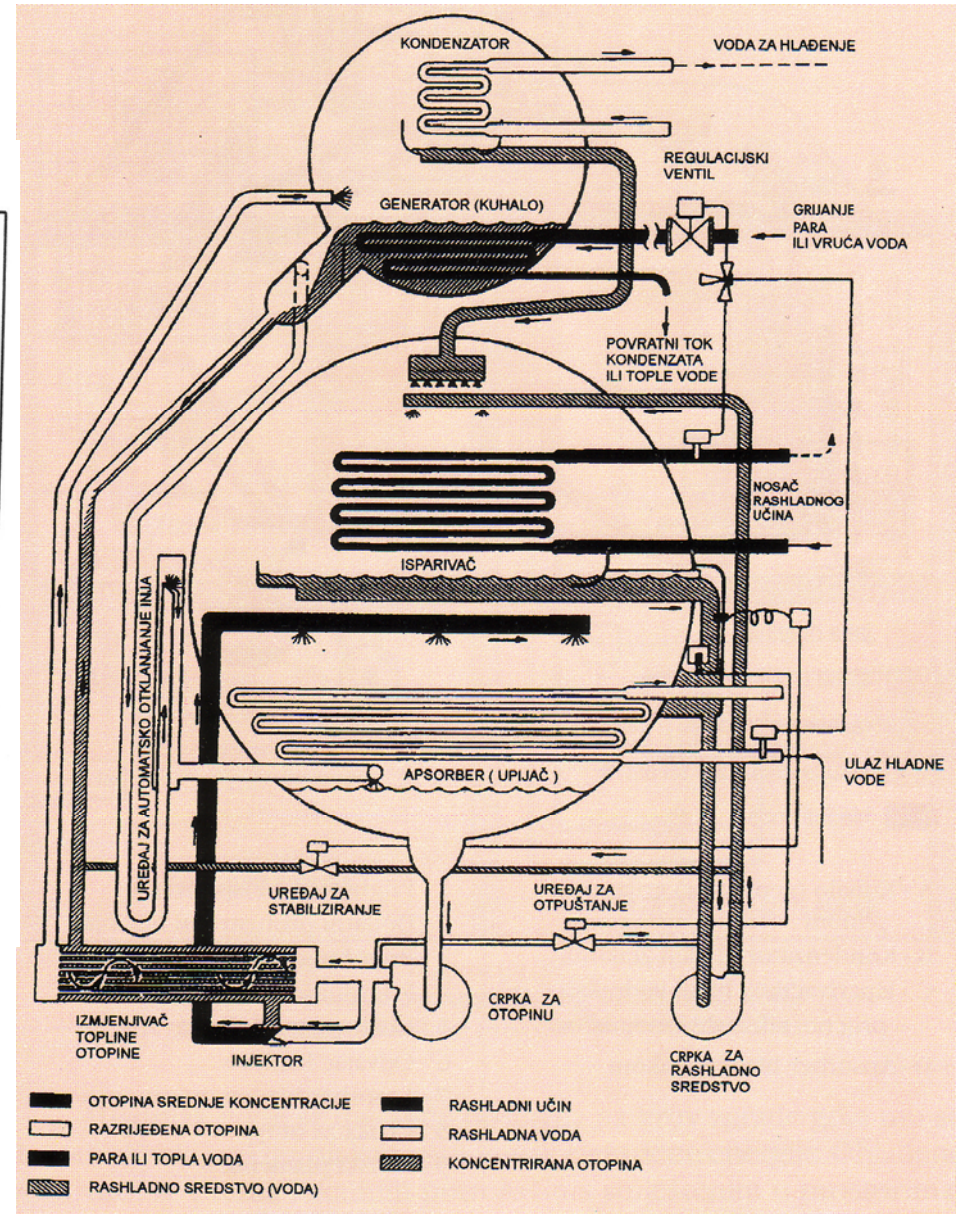 KONDENZATOR
VODA ZA HLAĐENJE
REGULACIJSKI
VENTIL
GENERATOR (KUHALO)
GRIJANJE
PARA
ILI VRUĆA VODA
POVRATNI TOK
KONDENZATA
ILI TOPLE VODE
NOSAČ
RASHLADNOG
UČINA
ISPARIVAČ
UREĐAJ ZA AUTOMATSKO OTKLANJANJE INJA
APSORBER ( UPIJAČ )
ULAZ HLADNE
VODE
UREĐAJ ZA
STABILIZIRANJE
UREĐAJ ZA
OTPUŠTANJE
IZMJENJIVAČ
TOPLINE
OTOPINE
INJEKTOR
CRPKA ZA
OTOPINU
CRPKA ZA
RASHLADNO
SREDSTVO
OTOPINA SREDNJE KONCENTRACIJE
RAZRIJEĐENA OTOPINA
PARA ILI TOPLA VODA
RASHLADNO SREDSTVO (VODA)
RASHLADNI UČIN
RASHLADNA VODA
KONCENTRIRANA OTOPINA